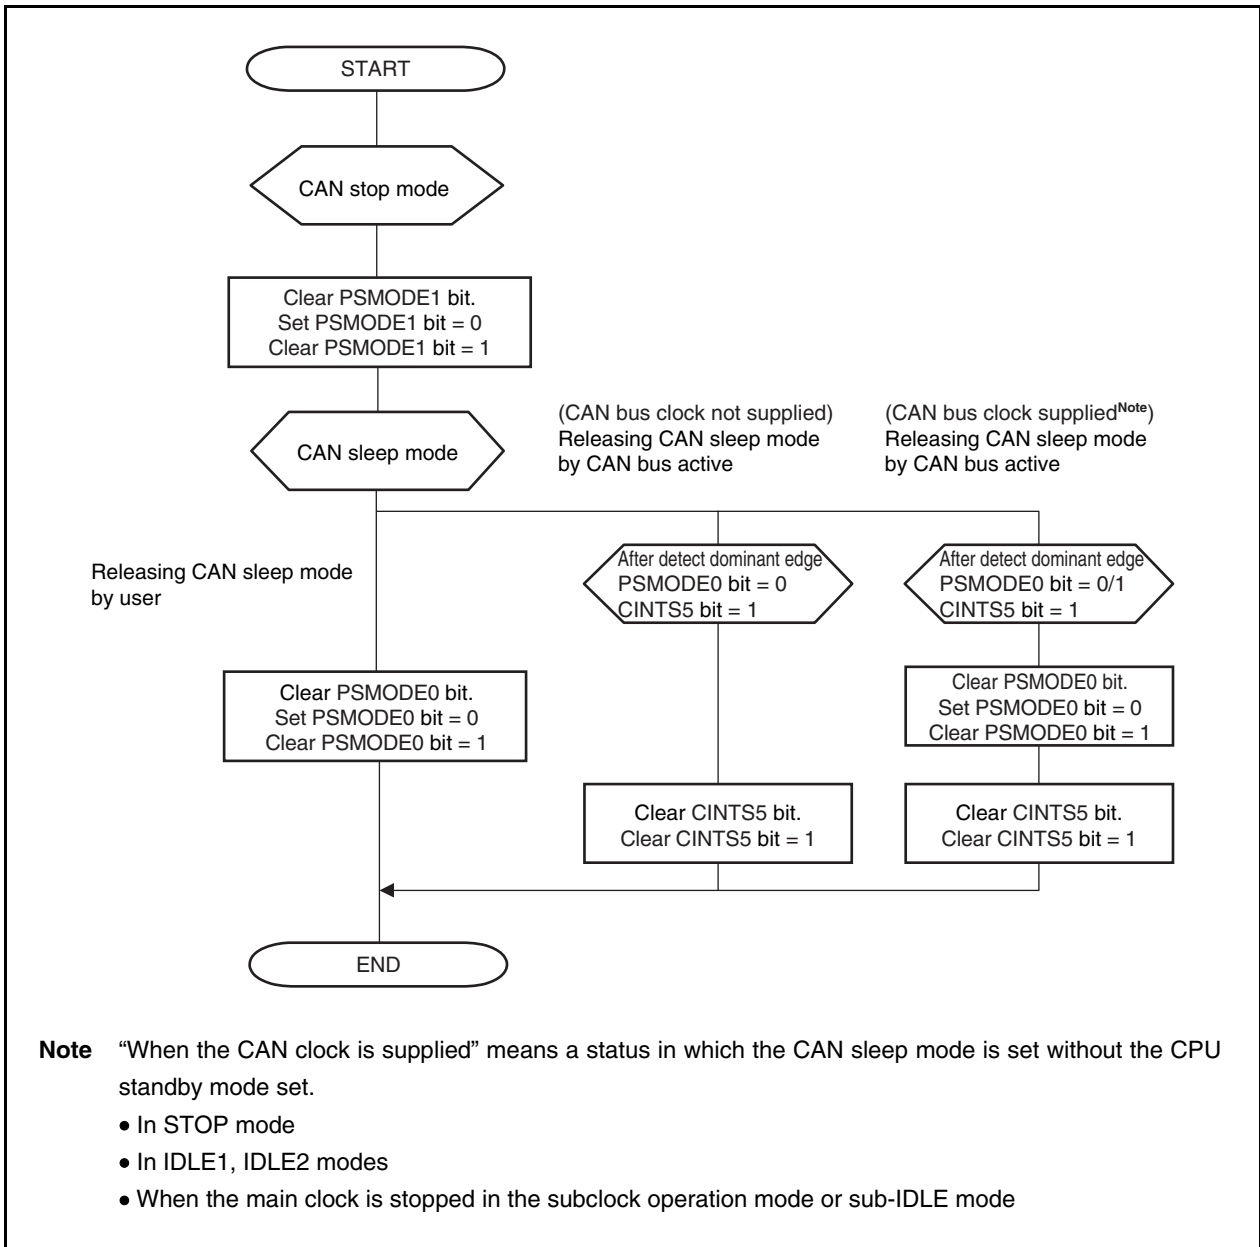 START
CAN stop mode
Clear PSMODE1 bit.
Set PSMODE1 bit = 0
Clear PSMODE1 bit = 1
CAN sleep mode
(CAN bus clock not supplied)
Releasing CAN sleep mode
by CAN bus active
(CAN bus clock supplied^Note)
Releasing CAN sleep mode
by CAN bus active
Releasing CAN sleep mode
by user
After detect dominant edge
PSMODE0 bit = 0
CINTS5 bit = 1
After detect dominant edge
PSMODE0 bit = 0/1
CINTS5 bit = 1
Clear PSMODE0 bit.
Set PSMODE0 bit = 0
Clear PSMODE0 bit = 1
Clear PSMODE0 bit.
Set PSMODE0 bit = 0
Clear PSMODE0 bit = 1
Clear CINTS5 bit.
Clear CINTS5 bit = 1
Clear CINTS5 bit.
Clear CINTS5 bit = 1
END
Note “When the CAN clock is supplied” means a status in which the CAN sleep mode is set without the CPU
standby mode set.
• In STOP mode
• In IDLE1, IDLE2 modes
• When the main clock is stopped in the subclock operation mode or sub-IDLE mode